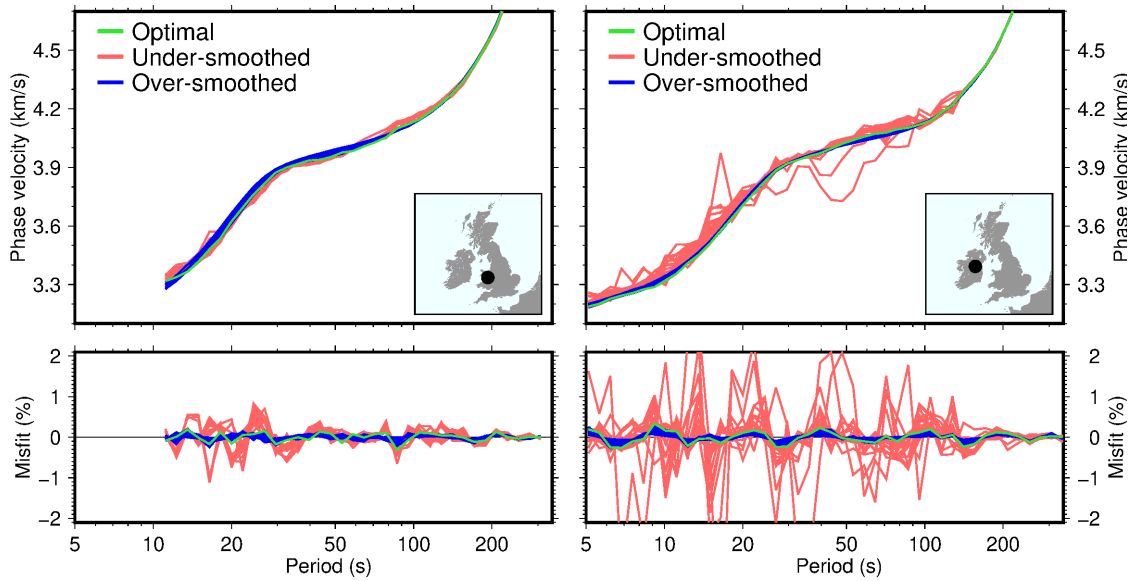 Optimal
Under-smoothed
Over-smoothed
4.5
4.2
3.9
3.6
3.3
Phase velocity (km/s)
Optimal
Under-smoothed
Over-smoothed
4.5
4.2
3.9
3.6
3.3
Phase velocity (km/s)
2
1
0
−1
−2
Misfit (%)
5 10 20 50 100 200
Period (s)
2
1
0
−1
−2
Misfit (%)
5 10 20 50 100 200
Period (s)